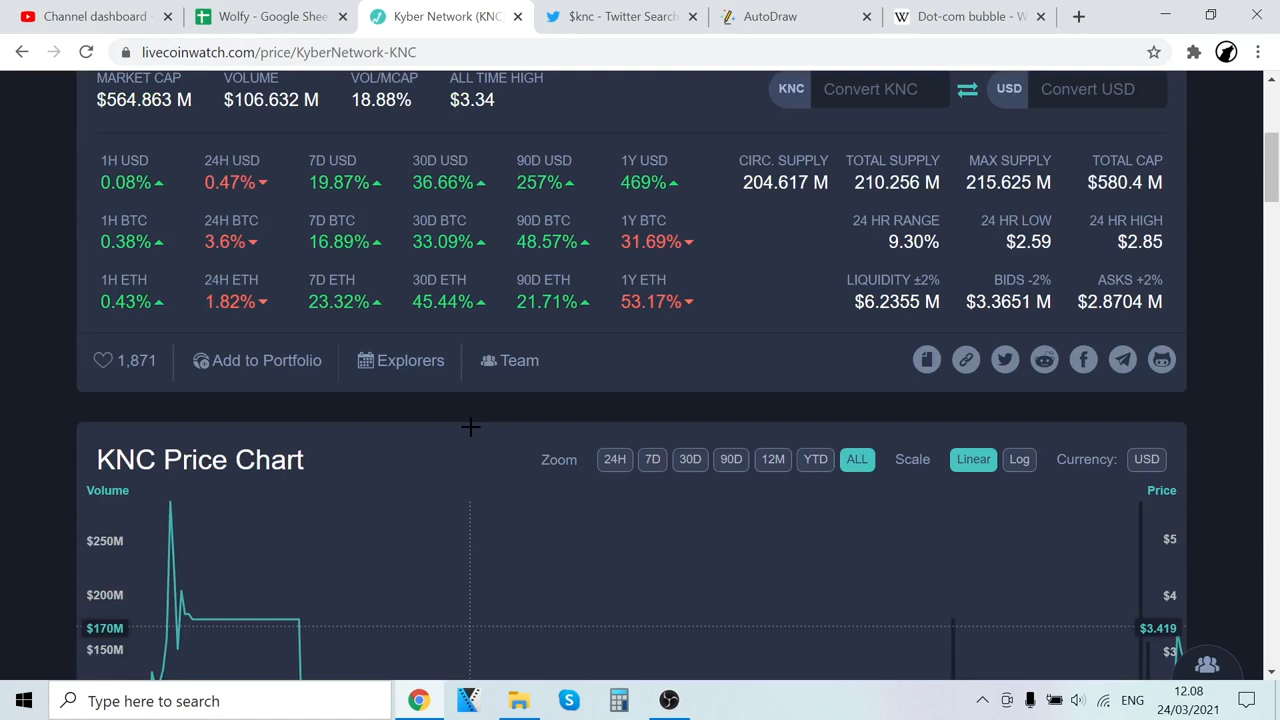 Channel dashboard -
Wolfy - Google Shee
Kyber Network (KNC)
$knc - Twitter Search
AutoDraw
Dot-com bubble - W
livecoinwatch.com/price/KyberNetwork-KNC
MARKET CAP VOLUME VOL/MCAP ALL TIME HIGH
$564.863 M $106.632 M 18.88% $3.34
KNC Convert KNC USD Convert USD
1H USD 24H USD 7D USD 30D USD 90D USD 1Y USD CIRC. SUPPLY TOTAL SUPPLY MAX SUPPLY TOTAL CAP
0.08% 0.47% 19.87% 36.66% 257% 469% 204.617 M 210.256 M 215.625 M $580.4 M
1H BTC 24H BTC 7D BTC 30D BTC 90D BTC 1Y BTC 24 HR RANGE 24 HR LOW 24 HR HIGH
0.38% 3.6% 16.89% 33.09% 48.57% 31.69% 9.30% $2.59 $2.85
1H ETH 24H ETH 7D ETH 30D ETH 90D ETH 1Y ETH LIQUIDITY ±2% BIDS -2% ASKS +2%
0.43% 1.82% 23.32% 45.44% 21.71% 53.17% $6.2355 M $3.3651 M $2.8704 M
1,871 Add to Portfolio Explorers Team
KNC Price Chart Zoom 24H 7D 30D 90D 12M YTD ALL Scale Linear Log Currency: USD
Volume Price
$250M $5
$200M $4
$170M $3.419
$150M $3
Type here to search ENG 12.08
24/03/2021